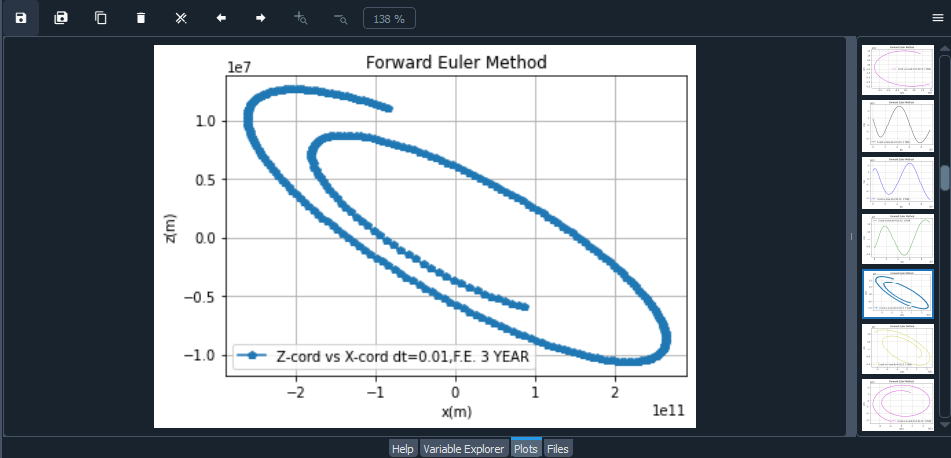 138 %
Forward Euler Method
1e7
1.0
0.5
0.0
−0.5
−1.0
z(m)
Z-cord vs X-cord dt=0.01,F.E. 3 YEAR
−2
−1
0
1
2
1e11
x(m)
Help
Variable Explorer
Plots
Files